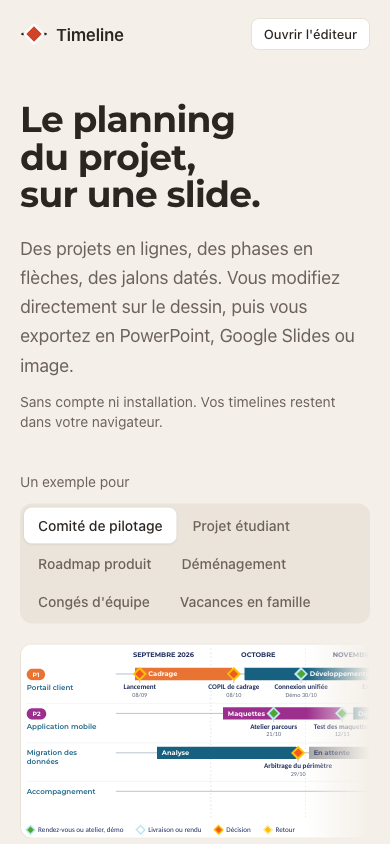 Timeline
Ouvrir l'éditeur
Le planning
du projet,
sur une slide.
Des projets en lignes, des phases en
flèches, des jalons datés. Vous modifiez
directement sur le dessin, puis vous
exportez en PowerPoint, Google Slides ou
image.
Sans compte ni installation. Vos timelines restent
dans votre navigateur.
Un exemple pour
Comité de pilotage
Projet étudiant
Roadmap produit
Déménagement
Congés d'équipe
Vacances en famille
SEPTEMBRE 2026
OCTOBRE
P1
Portail client
Cadrage
Lancement
08/09
COPIL de cadrage
08/10
Connexion unifiée
Démo 30/10
P2
Application mobile
Maquettes
Atelier parcours
21/10
12/11
Migration des
données
Analyse
En attente
Arbitrage du périmètre
29/10
Accompagnement
Rendez-vous ou atelier, démo
Livraison ou rendu
Décision
Retour